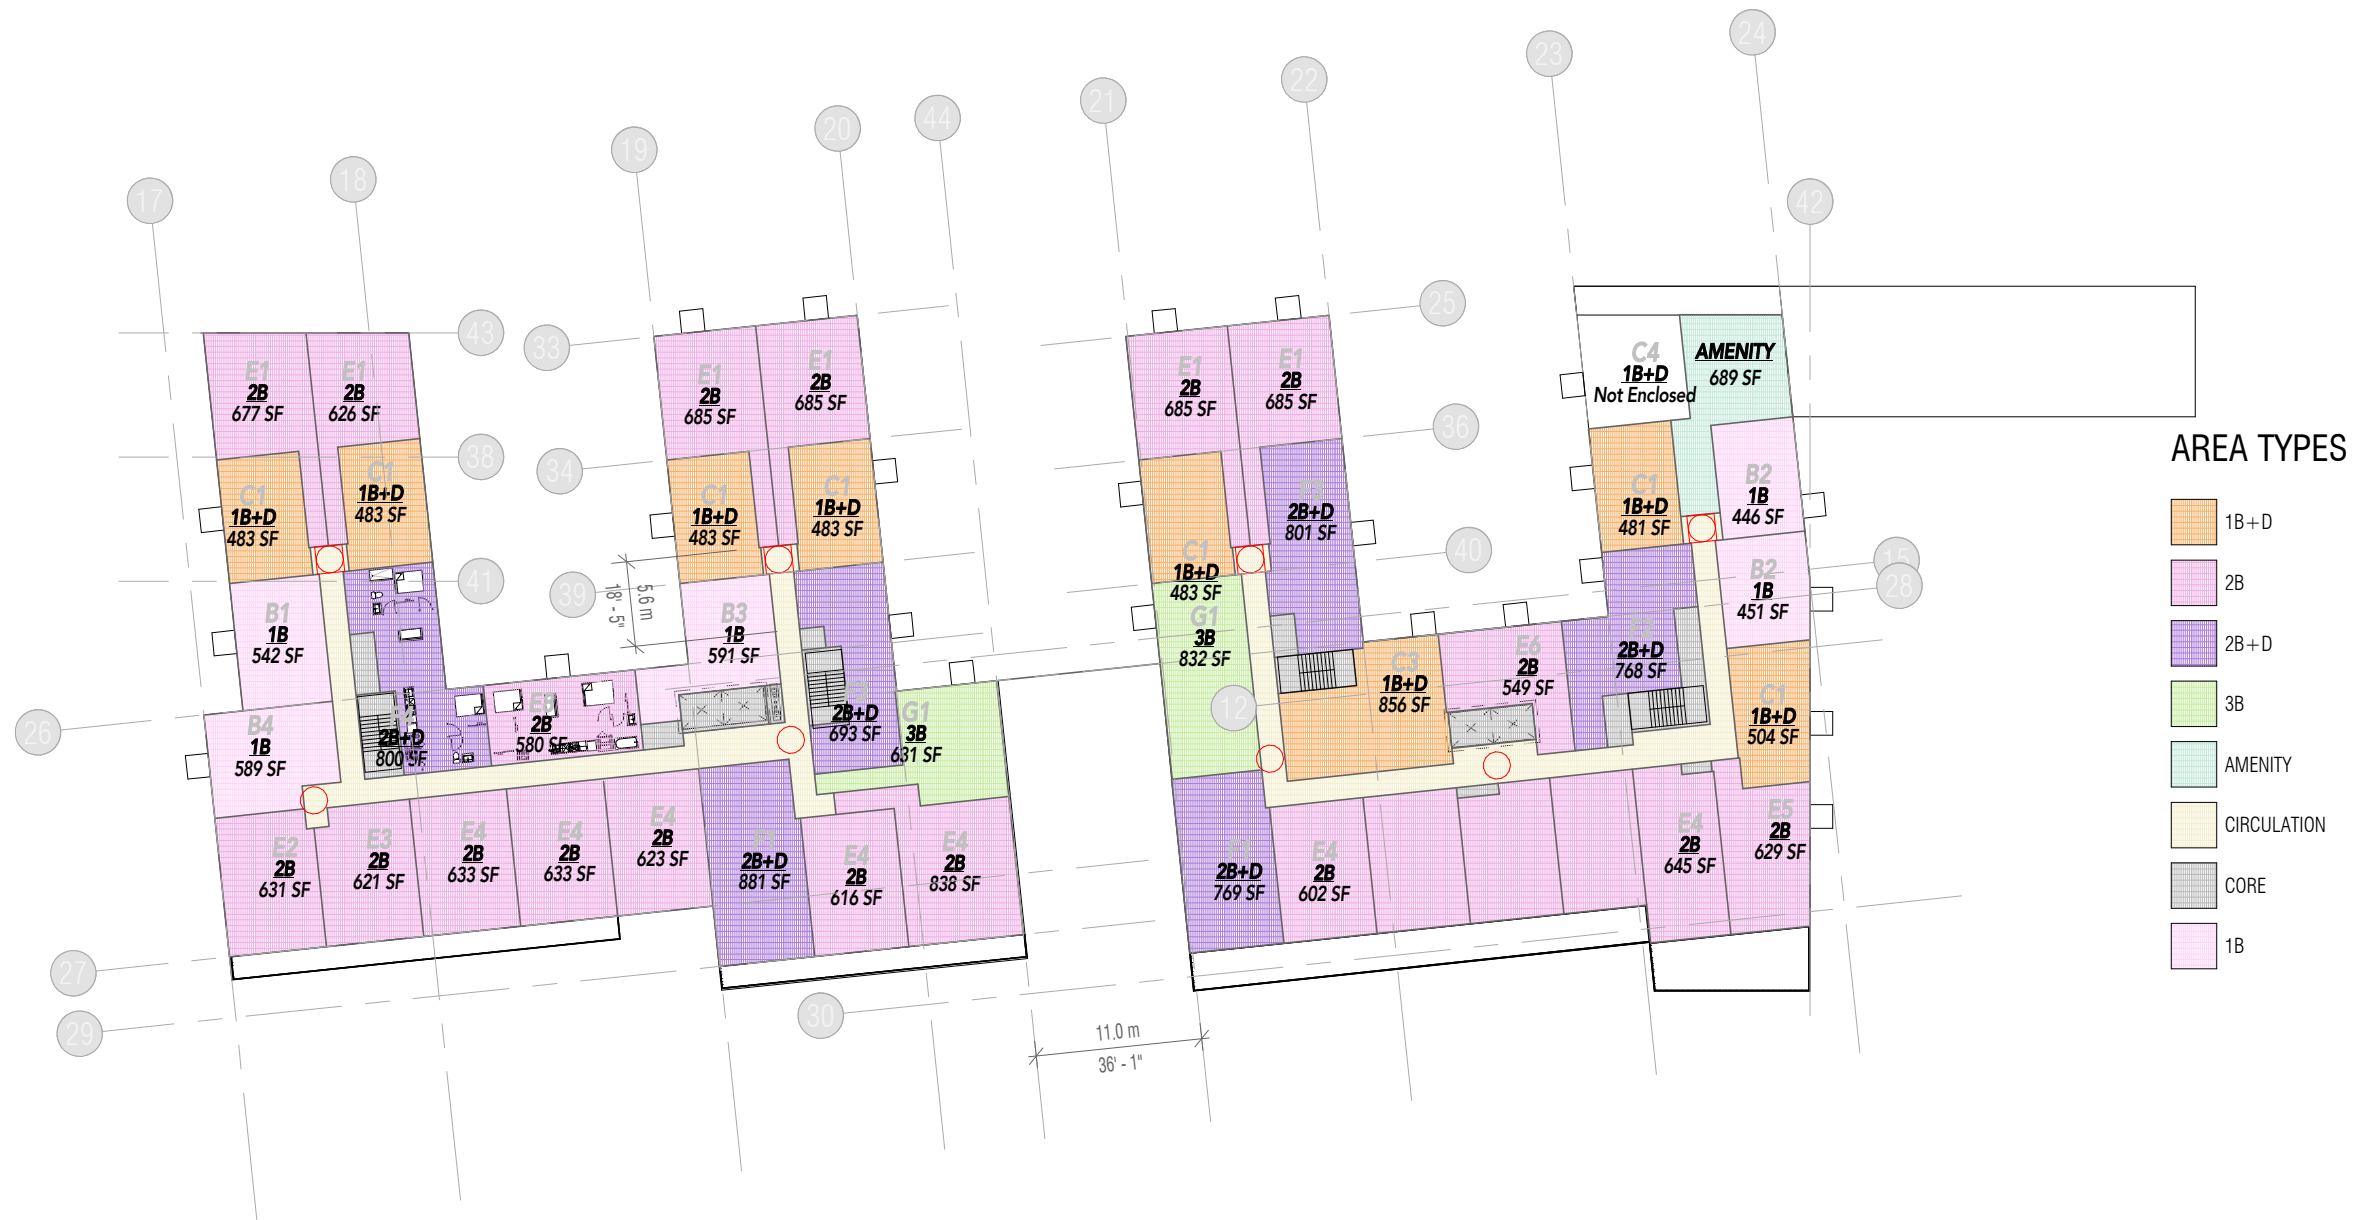 24
23
22
21
44
20
19
18
17
42
25
43
33
36
38
34
40
15
28
41
39
12
26
27
29
30
E1
2B
677 SF
E1
2B
626 SF
C1
1B+D
483 SF
C1
1B+D
483 SF
B1
1B
542 SF
B4
1B
589 SF
2B+D
800 SF
2B
580 SF
E2
2B
631 SF
E3
2B
621 SF
E4
2B
633 SF
E4
2B
633 SF
E4
2B
623 SF
E1
2B
685 SF
E1
2B
685 SF
C1
1B+D
483 SF
C1
1B+D
483 SF
5.6 m
18' - 5"
B3
1B
591 SF
2B+D
693 SF
G1
3B
631 SF
2B+D
881 SF
E4
2B
616 SF
E4
2B
838 SF
11.0 m
36' - 1"
E1
2B
685 SF
E1
2B
685 SF
C1
1B+D
483 SF
2B+D
801 SF
G1
3B
832 SF
C3
1B+D
856 SF
E6
2B
549 SF
2B+D
768 SF
2B+D
769 SF
E4
2B
602 SF
E4
2B
645 SF
E5
2B
629 SF
C4
1B+D
Not Enclosed
AMENITY
689 SF
C1
1B+D
481 SF
B2
1B
446 SF
B2
1B
451 SF
C1
1B+D
504 SF
AREA TYPES
1B+D
2B
2B+D
3B
AMENITY
CIRCULATION
CORE
1B